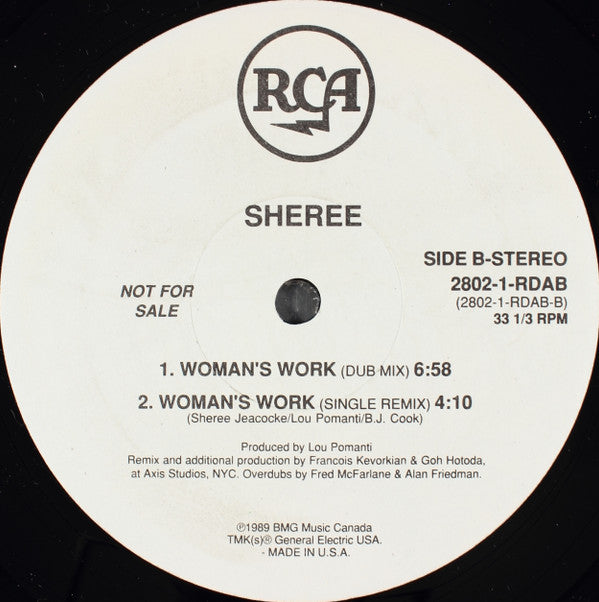 RCA
SHEREE
SIDE B-STEREO
2802-1-RDAB
(2802-1-RDAB-B)
33 1/3 RPM
NOT FOR
SALE
1. WOMAN'S WORK (DUB MIX) 6:58
2. WOMAN'S WORK (SINGLE REMIX) 4:10
(Sheree Jeacocke/Lou Pomanti/B.J. Cook)
Produced by Lou Pomanti
Remix and additional production by Francois Kevorkian & Goh Hotoda,
at Axis Studios, NYC. Overdubs by Fred McFarlane & Alan Friedman.
℗1989 BMG Music Canada
TMK(s)® General Electric USA.
- MADE IN U.S.A.